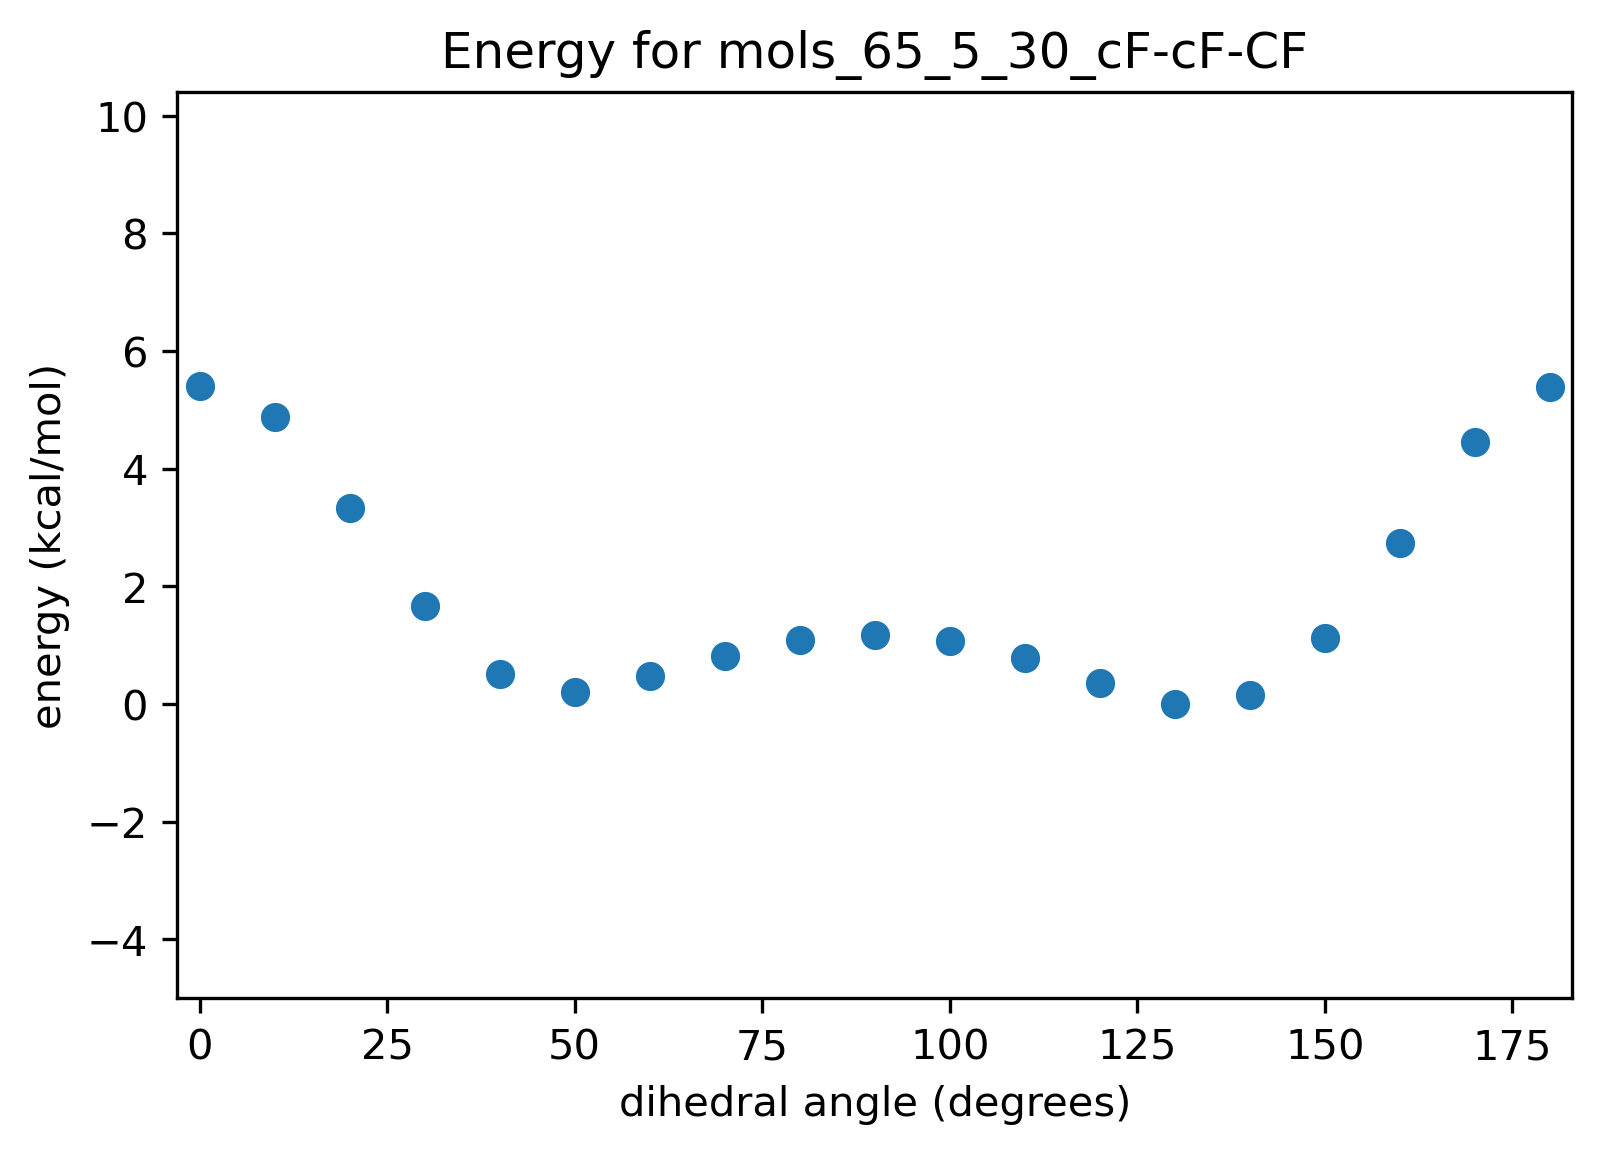 Energy for mols_65_5_30_cF-cF-CF
10
8
6
4
2
0
−2
−4
energy (kcal/mol)
0 25 50 75 100 125 150 175
dihedral angle (degrees)